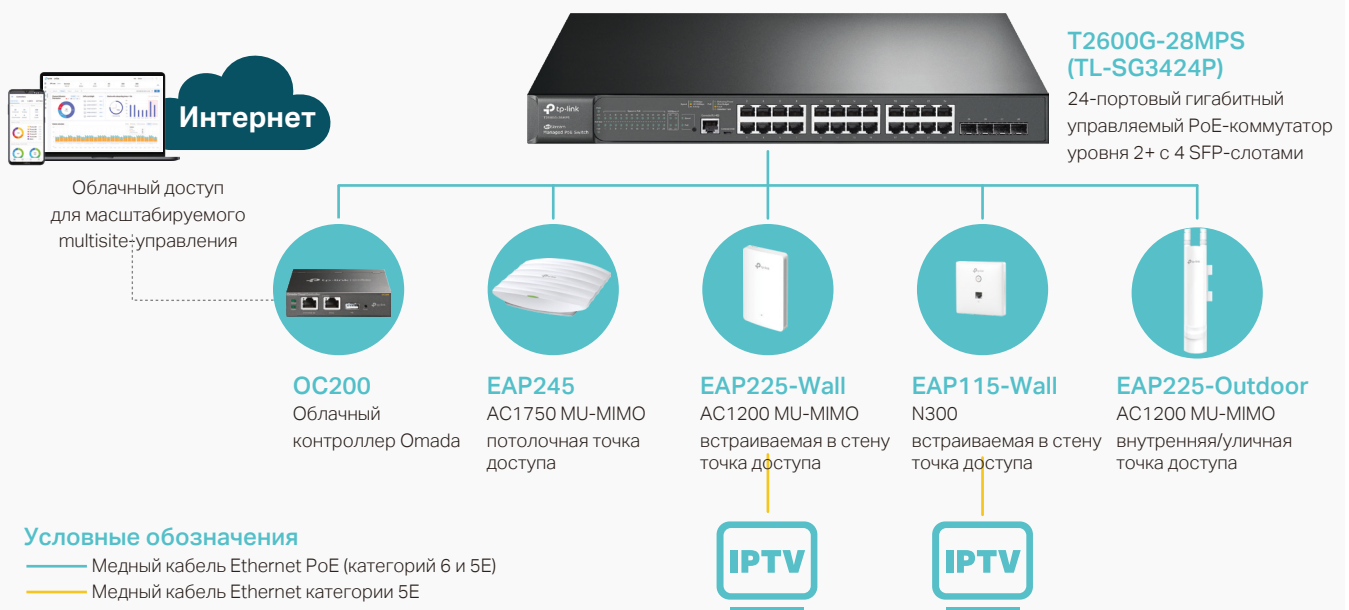 T2600G-28MPS
(TL-SG3424P)
24-портовый гигабитный
управляемый PoE-коммутатор
уровня 2+ с 4 SFP-слотами
tp-link
Интернет
Облачный доступ
для масштабируемого
multisite-управления
OC200
Облачный
контроллер Omada
EAP245
AC1750 MU-MIMO
потолочная точка
доступа
EAP225-Wall
AC1200 MU-MIMO
встраиваемая в стену
точка доступа
EAP115-Wall
N300
встраиваемая в стену
точка доступа
EAP225-Outdoor
AC1200 MU-MIMO
внутренняя/уличная
точка доступа
IPTV
IPTV
Условные обозначения
Медный кабель Ethernet PoE (категорий 6 и 5E)
Медный кабель Ethernet категории 5E